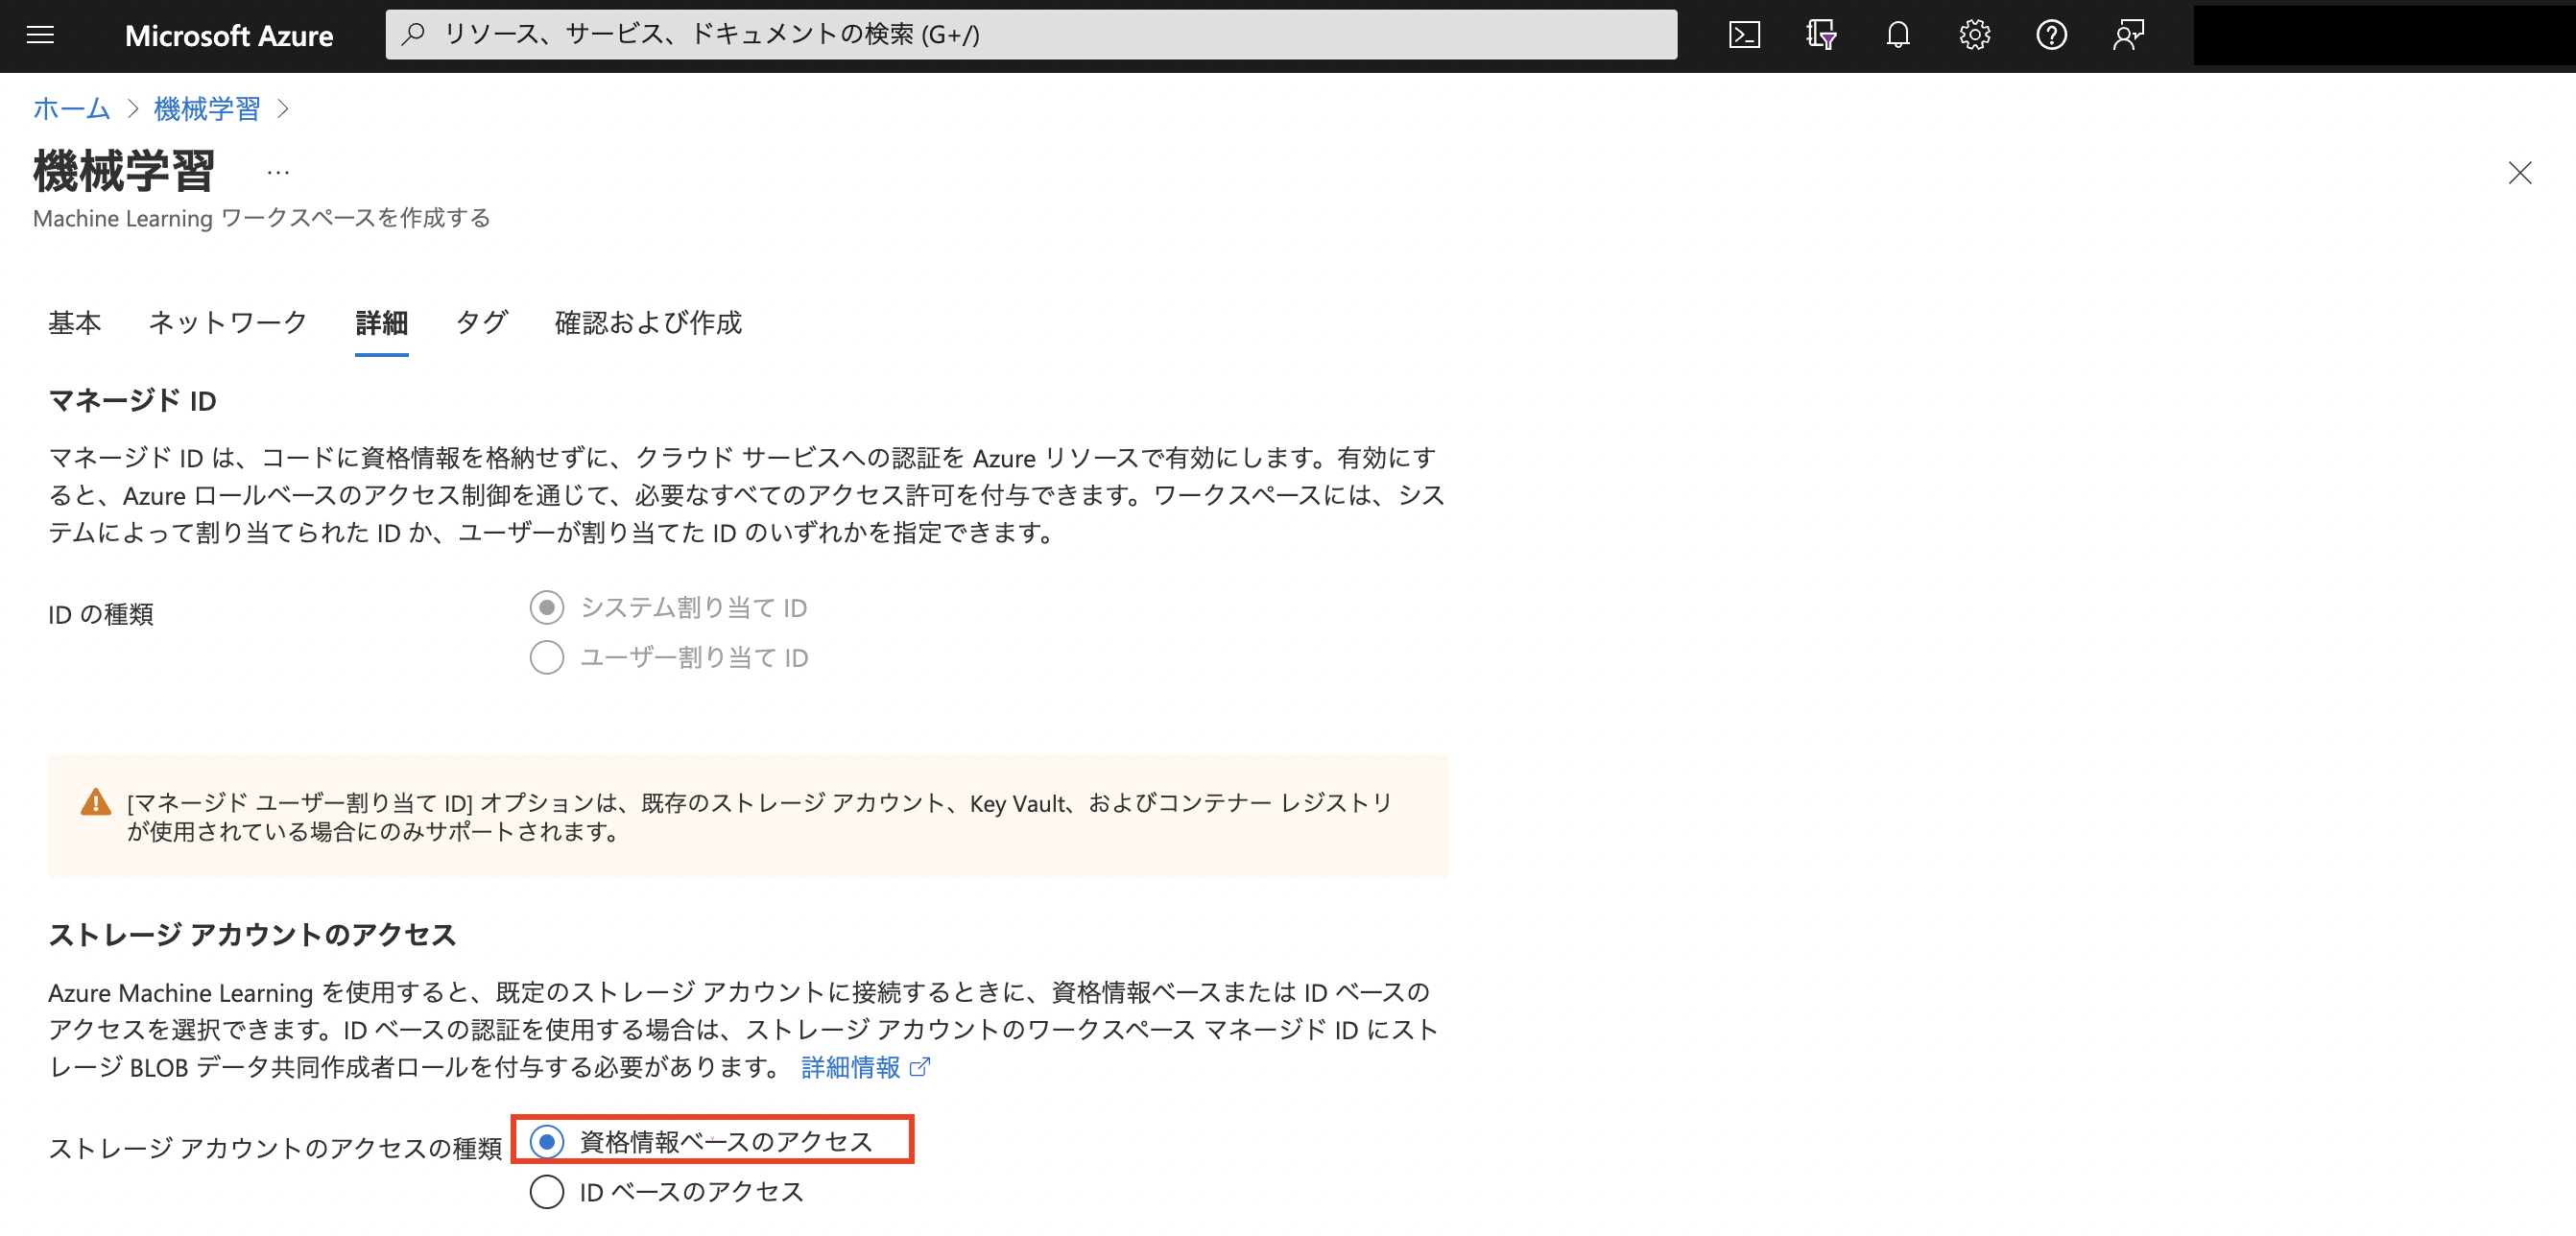 Microsoft Azure
リソース、サービス、ドキュメントの検索 (G+/)
ホーム > 機械学習 >
機械学習 …
Machine Learning ワークスペースを作成する
基本 ネットワーク 詳細 タグ 確認および作成
マネージド ID
マネージド ID は、コードに資格情報を格納せずに、クラウド サービスへの認証を Azure リソースで有効にします。有効にす
ると、Azure ロールベースのアクセス制御を通じて、必要なすべてのアクセス許可を付与できます。ワークスペースには、シス
テムによって割り当てられた ID か、ユーザーが割り当てた ID のいずれかを指定できます。
ID の種類
システム割り当て ID
ユーザー割り当て ID
[マネージド ユーザー割り当て ID] オプションは、既存のストレージ アカウント、Key Vault、およびコンテナー レジストリ
が使用されている場合にのみサポートされます。
ストレージ アカウントのアクセス
Azure Machine Learning を使用すると、既定のストレージ アカウントに接続するときに、資格情報ベースまたは ID ベースの
アクセスを選択できます。ID ベースの認証を使用する場合は、ストレージ アカウントのワークスペース マネージド ID にスト
レージ BLOB データ共同作成者ロールを付与する必要があります。 詳細情報
ストレージ アカウントのアクセスの種類
資格情報ベースのアクセス
ID ベースのアクセス